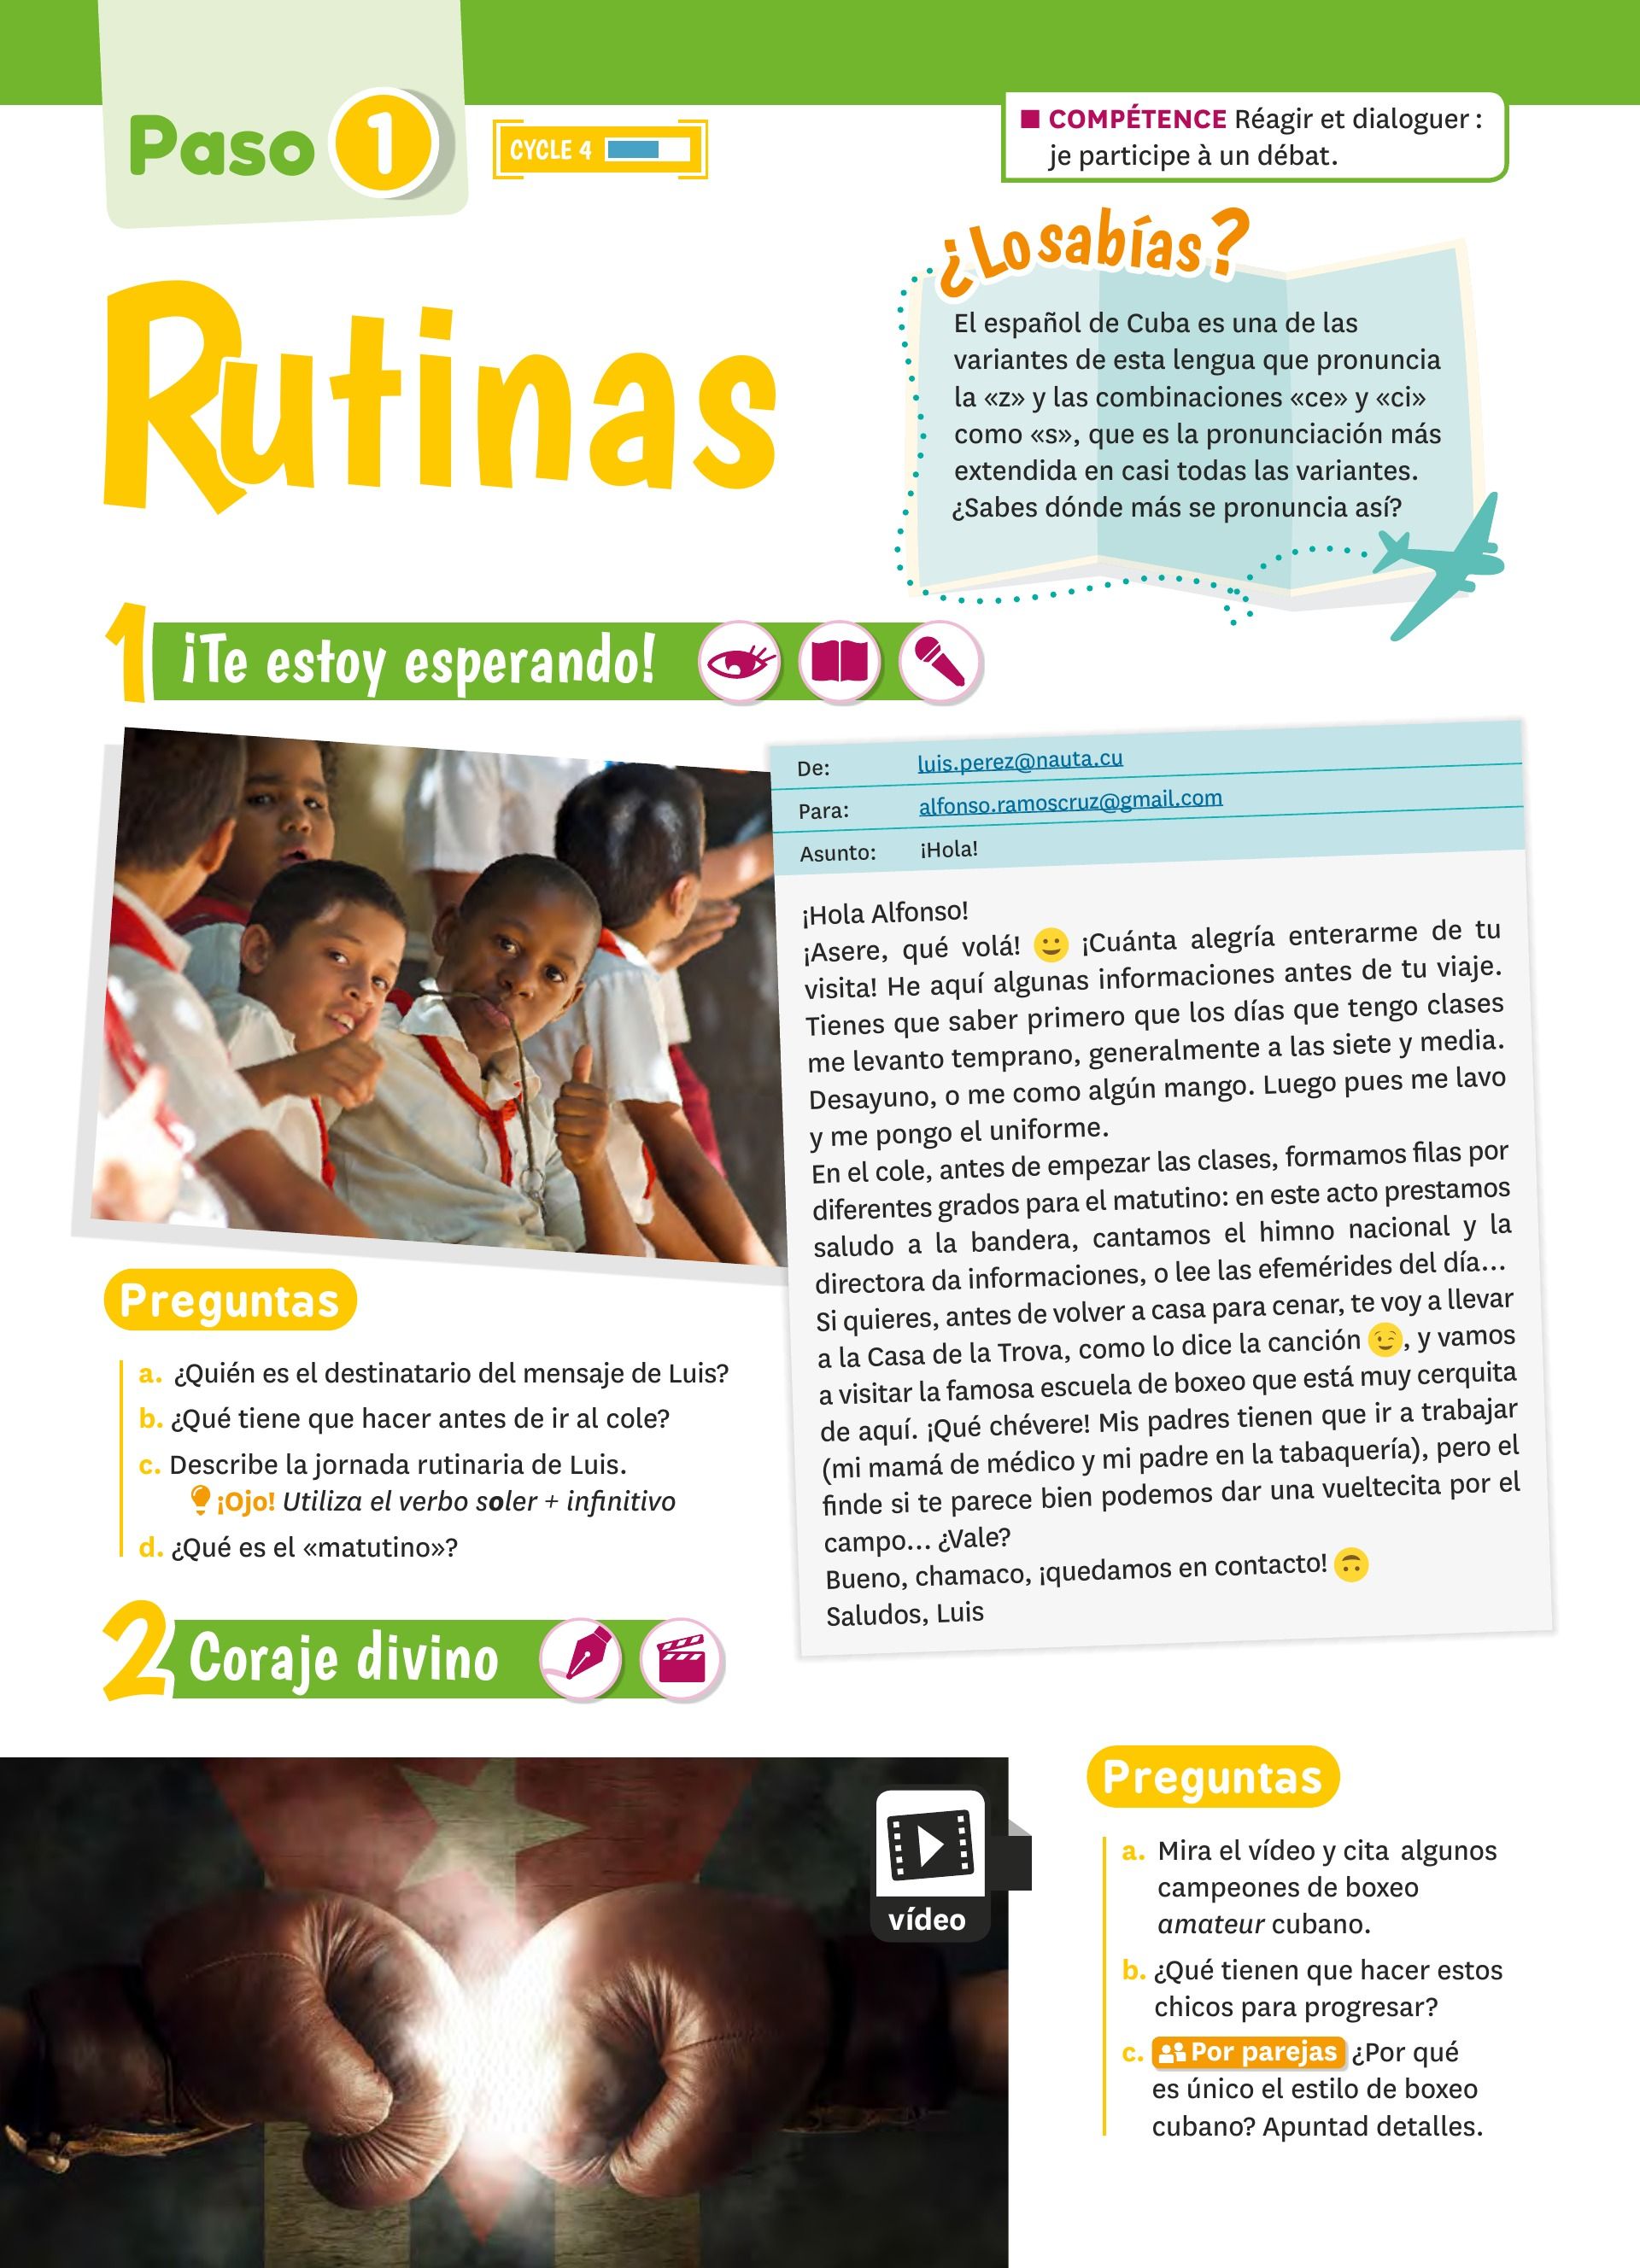 Paso 1
CYCLE 4
■ COMPÉTENCE Réagir et dialoguer :
je participe à un débat.
Rutinas
¿Lo sabías?
El español de Cuba es una de las
variantes de esta lengua que pronuncia
la «z» y las combinaciones «ce» y «ci»
como «s», que es la pronunciación más
extendida en casi todas las variantes.
¿Sabes dónde más se pronuncia así?
1 ¡Te estoy esperando!
De: luis.perez@nauta.cu
Para: alfonso.ramoscruz@gmail.com
Asunto: ¡Hola!
¡Hola Alfonso!
¡Asere, qué volá! 😀 ¡Cuánta alegría enterarme de tu
visita! He aquí algunas informaciones antes de tu viaje.
Tienes que saber primero que los días que tengo clases
me levanto temprano, generalmente a las siete y media.
Desayuno, o me como algún mango. Luego pues me lavo
y me pongo el uniforme.
En el cole, antes de empezar las clases, formamos filas por
diferentes grados para el matutino: en este acto prestamos
saludo a la bandera, cantamos el himno nacional y la
directora da informaciones, o lee las efemérides del día...
Si quieres, antes de volver a casa para cenar, te voy a llevar
a la Casa de la Trova, como lo dice la canción 😉, y vamos
a visitar la famosa escuela de boxeo que está muy cerquita
de aquí. ¡Qué chévere! Mis padres tienen que ir a trabajar
(mi mamá de médico y mi padre en la tabaquería), pero el
finde si te parece bien podemos dar una vueltecita por el
campo... ¿Vale?
Bueno, chamaco, ¡quedamos en contacto! 🙃
Saludos, Luis
Preguntas
a. ¿Quién es el destinatario del mensaje de Luis?
b. ¿Qué tiene que hacer antes de ir al cole?
c. Describe la jornada rutinaria de Luis.
¡Ojo! Utiliza el verbo soler + infinitivo
d. ¿Qué es el «matutino»?
2 Coraje divino
vídeo
Preguntas
a. Mira el vídeo y cita algunos
campeones de boxeo
amateur cubano.
b. ¿Qué tienen que hacer estos
chicos para progresar?
c. Por parejas ¿Por qué
es único el estilo de boxeo
cubano? Apuntad detalles.